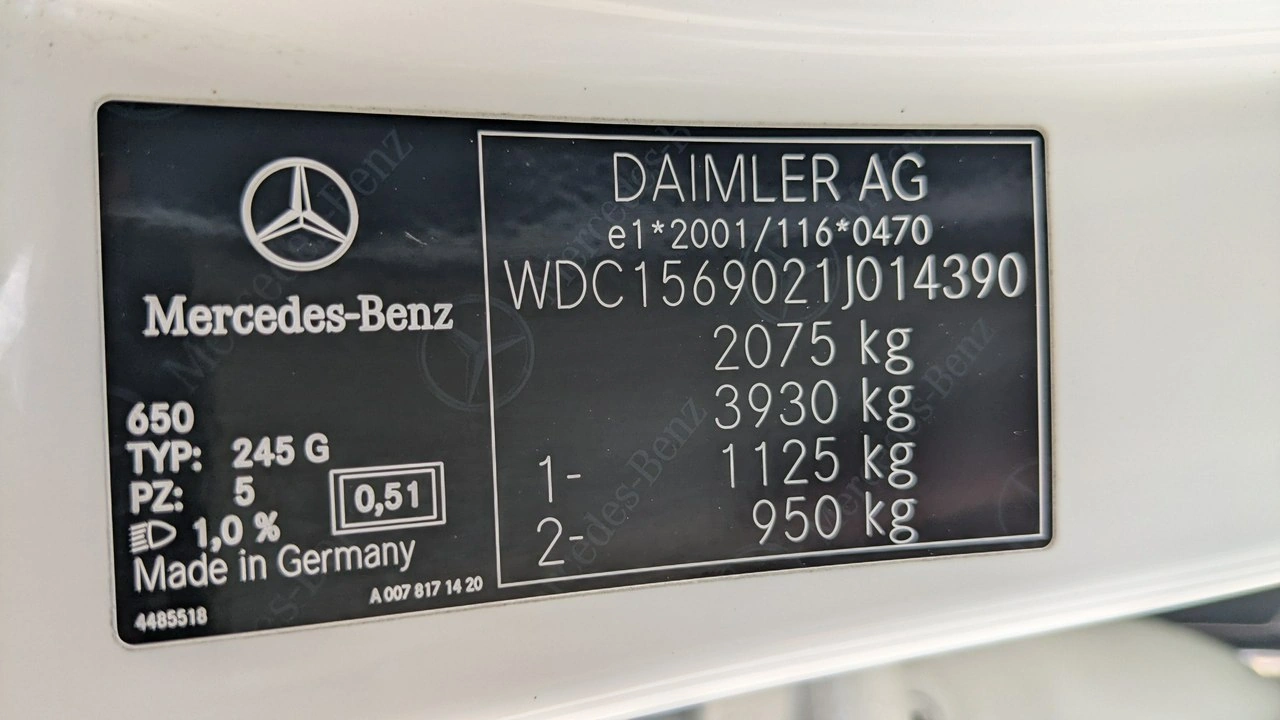 Mercedes-Benz
650
TYP: 245 G
PZ: 5
1,0 %
0,51
Made in Germany
4485518
A 007 817 14 20
DAIMLER AG
e1*2001/116*0470
WDC1569021J014390
2075 kg
3930 kg
1- 1125 kg
2- 950 kg